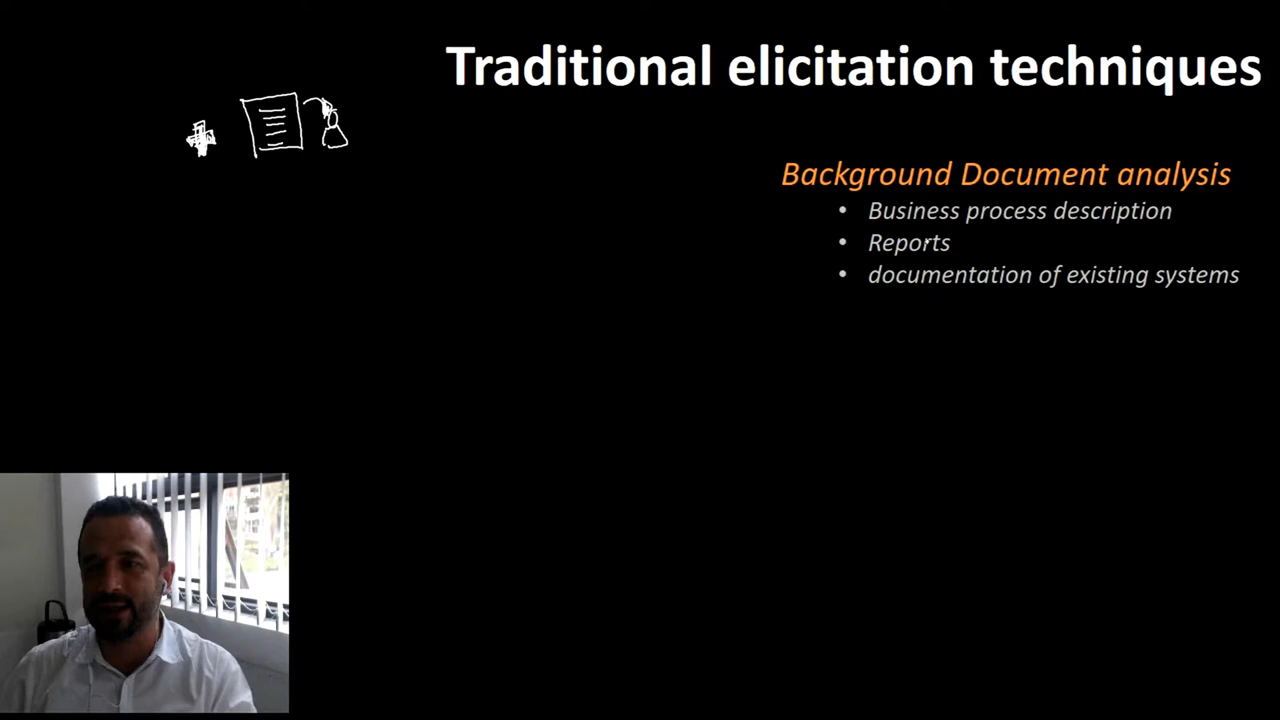 Traditional elicitation techniques
Background Document analysis
• Business process description
• Reports
• documentation of existing systems